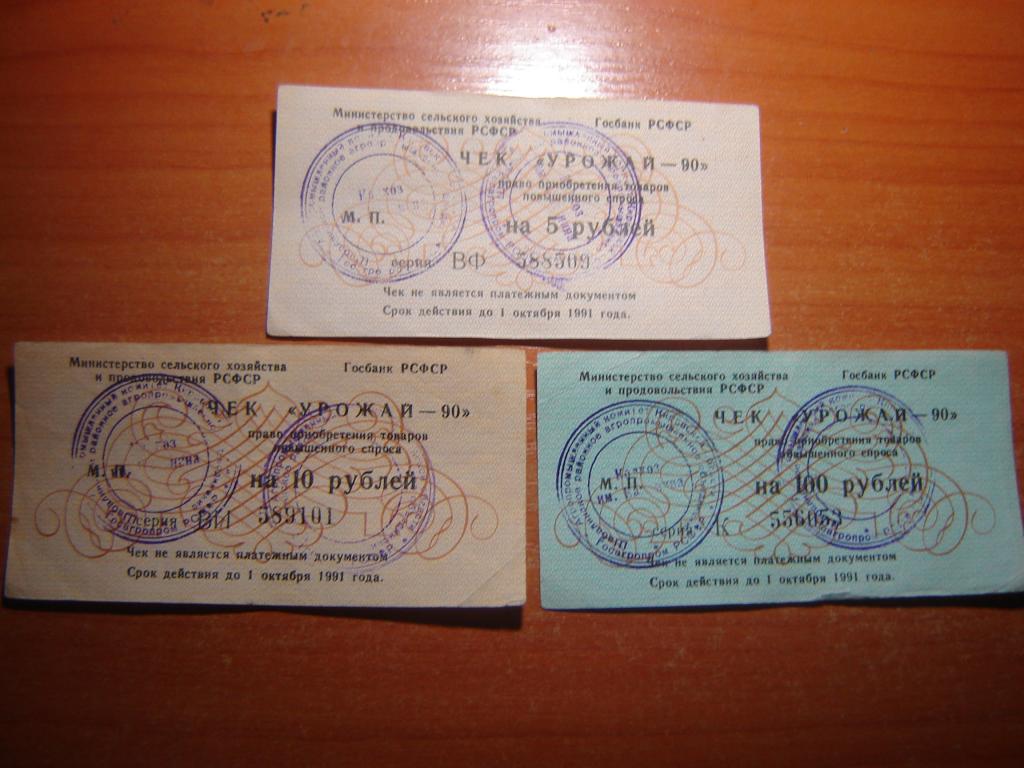 Министерство сельского хозяйства
и продовольствия РСФСР
Госбанк РСФСР
ЧЕК «УРОЖАЙ—90»
право приобретения товаров
повышенного спроса
М. П.
на 5 рублей
серия ВФ 588509
Чек не является платежным документом
Срок действия до 1 октября 1991 года.
Министерство сельского хозяйства
и продовольствия РСФСР
Госбанк РСФСР
ЧЕК «УРОЖАЙ—90»
право приобретения товаров
повышенного спроса
М. П.
на 10 рублей
серия 589101
Чек не является платежным документом
Срок действия до 1 октября 1991 года.
Министерство сельского хозяйства
и продовольствия РСФСР
Госбанк РСФСР
ЧЕК «УРОЖАЙ—90»
право приобретения товаров
повышенного спроса
Колхоз
им.
М. П.
на 100 рублей
серия К
Чек не является платежным документом
Срок действия до 1 октября 1991 года.